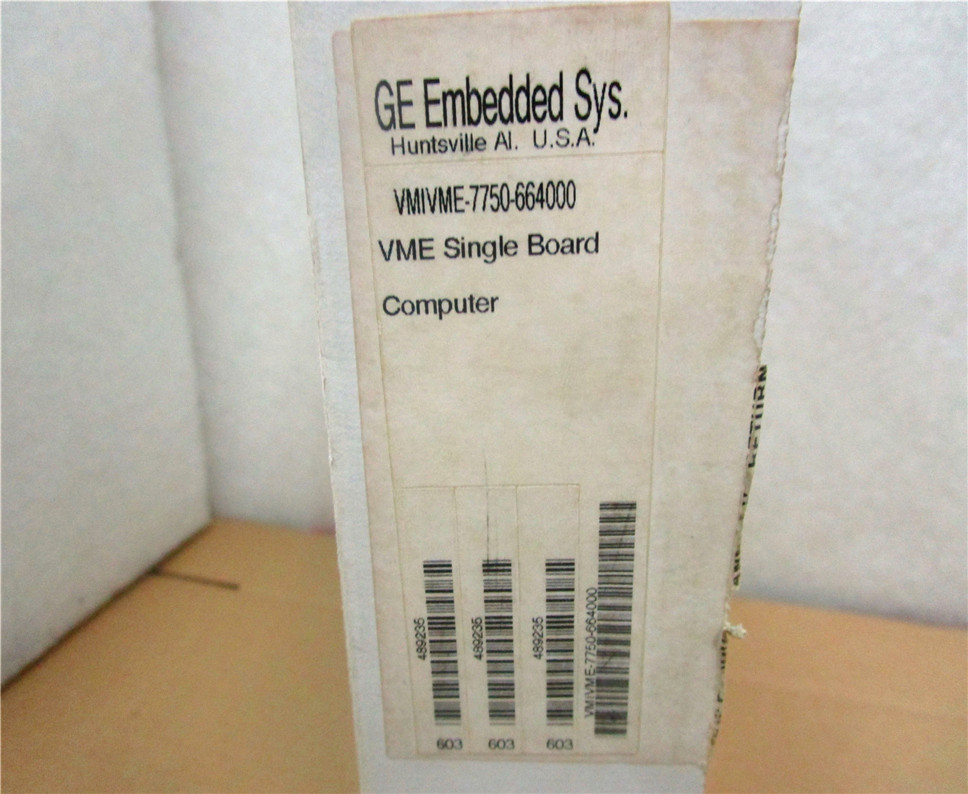 GE Embedded Sys.
Huntsville Al. U.S.A.
VMIVME-7750-664000
VME Single Board
Computer
489235
489235
489235
VMIVME-7750-664000
603
603
603
RETURN